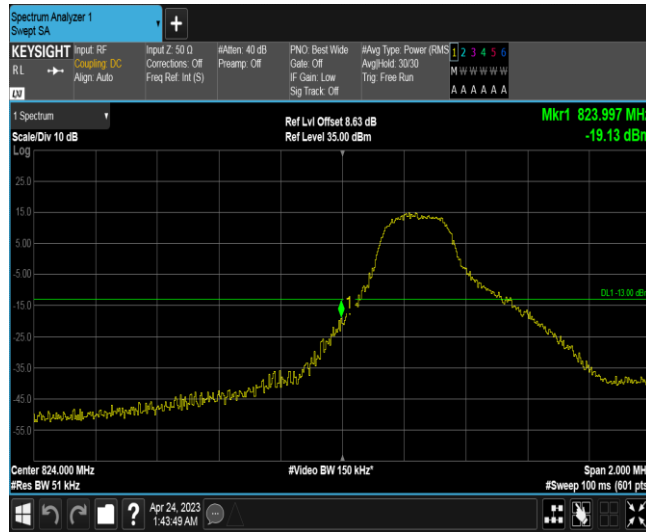 Spectrum Analyzer 1
Swept SA
+
KEYSIGHT Input: RF Input Z: 50 Ω #Atten: 40 dB PNO: Best Wide #Avg Type: Power (RMS 1 2 3 4 5 6
RL Coupling: DC Corrections: Off Preamp: Off Gate: Off Avg|Hold: 30/30 M W W W W W
Align: Auto Freq Ref: Int (S) IF Gain: Low Trig: Free Run
LXI Sig Track: Off A A A A A A
1 Spectrum Ref Lvl Offset 8.63 dB Mkr1 823.997 MHz
Scale/Div 10 dB Ref Level 35.00 dBm -19.13 dBm
Log
25.0
15.0
5.00
-5.00
DL1 -13.00 dBm
1
-15.0
-25.0
-35.0
-45.0
-55.0
Center 824.000 MHz #Video BW 150 kHz* Span 2.000 MHz
#Res BW 51 kHz #Sweep 100 ms (601 pts)
? Apr 24, 2023
1:43:49 AM